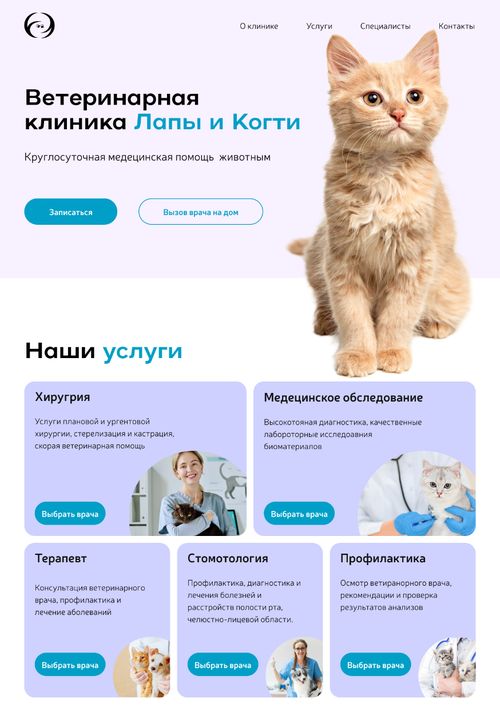 О клинике Услуги Специалисты Контакты
Ветеринарная
клиника Лапы и Когти
Круглосуточная медецинская помощь животным
Записаться Вызов врача на дом
Наши услуги
Хирургрия
Услуги плановой и ургентовой
хирургии, стерелизация и кастрация,
скорая ветеринарная помощь
Выбрать врача
Медецинское обследование
Высокотояная диагностика, качественные
лабороторные исследоавния
биоматериалов
Выбрать врача
Терапевт
Консультация ветеринарного
врача, профилактика и
лечение аболеваний
Выбрать врача
Стомотология
Профилактика, диагностика и
лечения болезней и
расстройств полости рта,
челюстно-лицевой области.
Выбрать врача
Профилактика
Осмотр ветиранорного врача,
рекомендации и проверка
результатов анализов
Выбрать врача